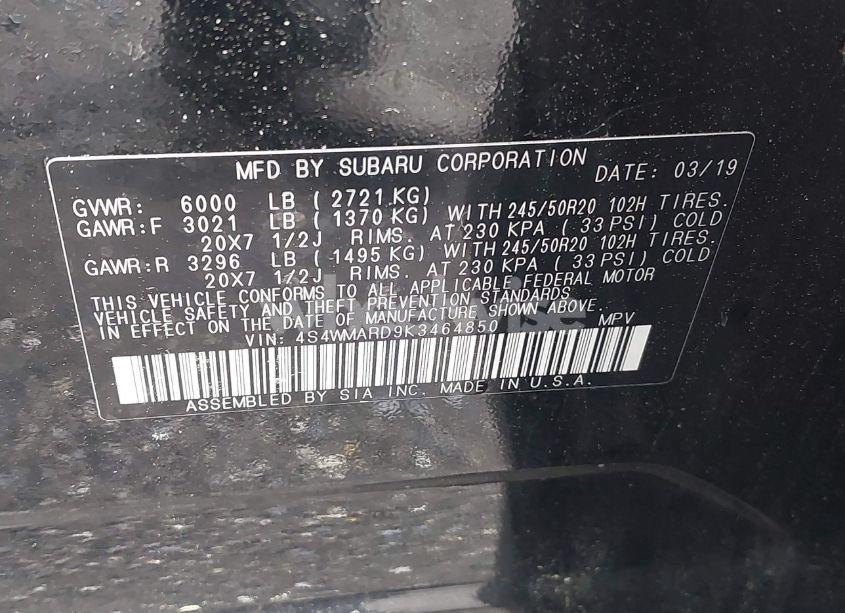 MFD BY SUBARU CORPORATION DATE: 03/19
GVWR: 6000 LB ( 2721 KG)
GAWR:F 3021 LB ( 1370 KG) WITH 245/50R20 102H TIRES.
20X7 1/2J RIMS. AT 230 KPA ( 33 PSI) COLD
GAWR:R 3296 LB ( 1495 KG) WITH 245/50R20 102H TIRES.
20X7 1/2J RIMS. AT 230 KPA ( 33 PSI) COLD
THIS VEHICLE CONFORMS TO ALL APPLICABLE FEDERAL MOTOR
VEHICLE SAFETY AND THEFT PREVENTION STANDARDS
IN EFFECT ON THE DATE OF MANUFACTURE SHOWN ABOVE.
VIN: 4S4WMARD9K3464850 MPV
ASSEMBLED BY SIA INC. MADE IN U.S.A.